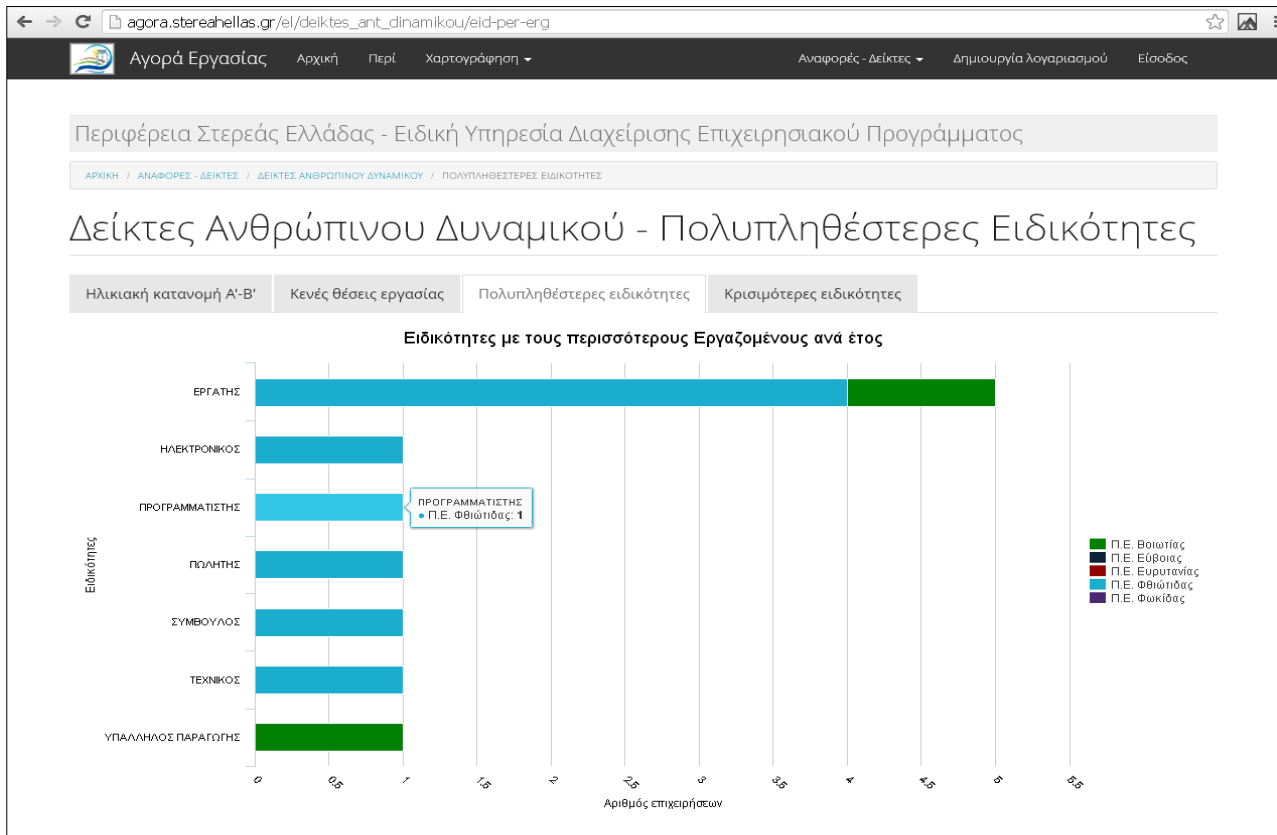 agora.stereahellas.gr/el/deiktes_ant_dinamikou/eid-per-erg
Αγορά Εργασίας Αρχική Περί Χαρτογράφηση Αναφορές - Δείκτες Δημιουργία λογαριασμού Είσοδος
Περιφέρεια Στερεάς Ελλάδας - Ειδική Υπηρεσία Διαχείρισης Επιχειρησιακού Προγράμματος
ΑΡΧΙΚΗ / ΑΝΑΦΟΡΕΣ - ΔΕΙΚΤΕΣ / ΔΕΙΚΤΕΣ ΑΝΘΡΩΠΙΝΟΥ ΔΥΝΑΜΙΚΟΥ / ΠΟΛΥΠΛΗΘΕΣΤΕΡΕΣ ΕΙΔΙΚΟΤΗΤΕΣ
Δείκτες Ανθρώπινου Δυναμικού - Πολυπληθέστερες Ειδικότητες
Ηλικιακή κατανομή Α'-Β' Κενές θέσεις εργασίας Πολυπληθέστερες ειδικότητες Κρισιμότερες ειδικότητες
Ειδικότητες με τους περισσότερους Εργαζομένους ανά έτος
Ειδικότητες
ΕΡΓΑΤΗΣ
ΗΛΕΚΤΡΟΝΙΚΟΣ
ΠΡΟΓΡΑΜΜΑΤΙΣΤΗΣ
ΠΡΟΓΡΑΜΜΑΤΙΣΤΗΣ
Π.Ε. Φθιώτιδας: 1
ΠΩΛΗΤΗΣ
ΣΥΜΒΟΥΛΟΣ
ΤΕΧΝΙΚΟΣ
ΥΠΑΛΛΗΛΟΣ ΠΑΡΑΓΩΓΗΣ
Π.Ε. Βοιωτίας
Π.Ε. Εύβοιας
Π.Ε. Ευρυτανίας
Π.Ε. Φθιώτιδας
Π.Ε. Φωκίδας
0 0.5 1 1.5 2 2.5 3 3.5 4 4.5 5 5.5
Αριθμός επιχειρήσεων